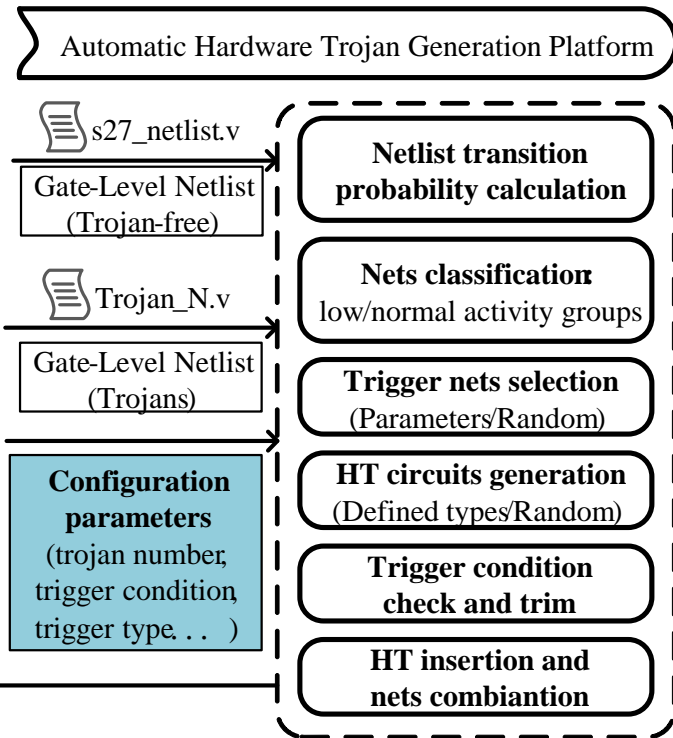 Automatic Hardware Trojan Generation Platform
s27_netlist.v
Gate-Level Netlist
(Trojan-free)
Trojan_N.v
Gate-Level Netlist
(Trojans)
Configuration
parameters
(trojan number,
trigger condition,
trigger type... )
Netlist transition
probability calculation
Nets classification:
low/normal activity groups
Trigger nets selection
(Parameters/Random)
HT circuits generation
(Defined types/Random)
Trigger condition
check and trim
HT insertion and
nets combiantion